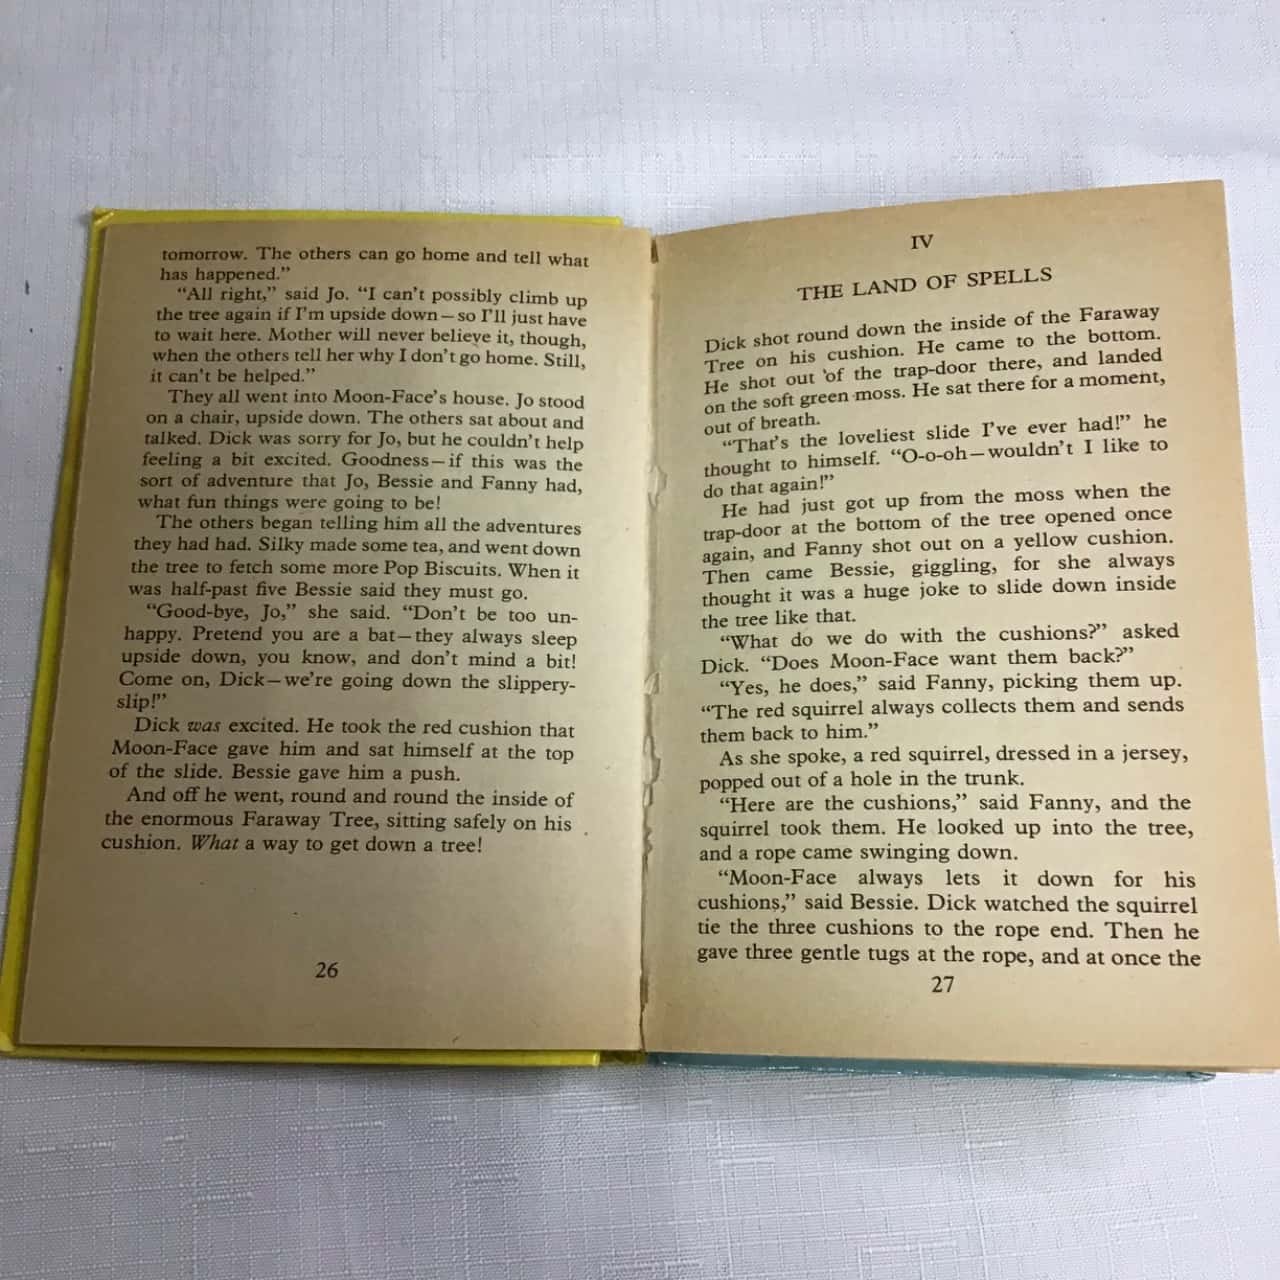 tomorrow. The others can go home and tell what
has happened.”
“All right,” said Jo. “I can’t possibly climb up
the tree again if I’m upside down—so I’ll just have
to wait here. Mother will never believe it, though,
when the others tell her why I don’t go home. Still,
it can’t be helped.”
They all went into Moon-Face’s house. Jo stood
on a chair, upside down. The others sat about and
talked. Dick was sorry for Jo, but he couldn’t help
feeling a bit excited. Goodness—if this was the
sort of adventure that Jo, Bessie and Fanny had,
what fun things were going to be!
The others began telling him all the adventures
they had had. Silky made some tea, and went down
the tree to fetch some more Pop Biscuits. When it
was half-past five Bessie said they must go.
“Good-bye, Jo,” she said. “Don’t be too un-
happy. Pretend you are a bat—they always sleep
upside down, you know, and don’t mind a bit!
Come on, Dick—we’re going down the slippery-
slip!”
Dick was excited. He took the red cushion that
Moon-Face gave him and sat himself at the top
of the slide. Bessie gave him a push.
And off he went, round and round the inside of
the enormous Faraway Tree, sitting safely on his
cushion. What a way to get down a tree!
26
IV
THE LAND OF SPELLS
Dick shot round down the inside of the Faraway
Tree on his cushion. He came to the bottom.
He shot out of the trap-door there, and landed
on the soft green moss. He sat there for a moment,
out of breath.
“That’s the loveliest slide I’ve ever had!” he
thought to himself. “O-o-oh—wouldn’t I like to
do that again!”
He had just got up from the moss when the
trap-door at the bottom of the tree opened once
again, and Fanny shot out on a yellow cushion.
Then came Bessie, giggling, for she always
thought it was a huge joke to slide down inside
the tree like that.
“What do we do with the cushions?” asked
Dick. “Does Moon-Face want them back?”
“Yes, he does,” said Fanny, picking them up.
“The red squirrel always collects them and sends
them back to him.”
As she spoke, a red squirrel, dressed in a jersey,
popped out of a hole in the trunk.
“Here are the cushions,” said Fanny, and the
squirrel took them. He looked up into the tree,
and a rope came swinging down.
“Moon-Face always lets it down for his
cushions,” said Bessie. Dick watched the squirrel
tie the three cushions to the rope end. Then he
gave three gentle tugs at the rope, and at once the
27